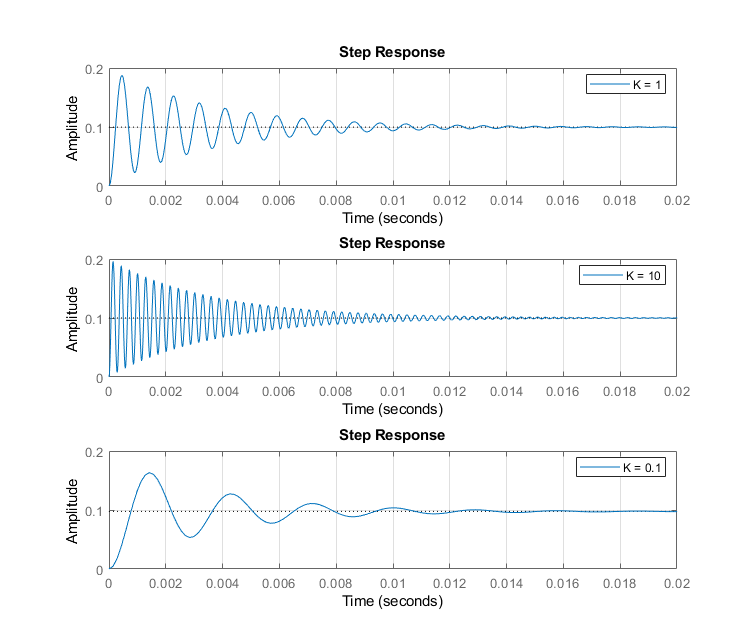 Step Response
0.2
K = 1
0.1
Amplitude
0
0 0.002 0.004 0.006 0.008 0.01 0.012 0.014 0.016 0.018 0.02
Time (seconds)
Step Response
0.2
K = 10
0.1
Amplitude
0
0 0.002 0.004 0.006 0.008 0.01 0.012 0.014 0.016 0.018 0.02
Time (seconds)
Step Response
0.2
K = 0.1
0.1
Amplitude
0
0 0.002 0.004 0.006 0.008 0.01 0.012 0.014 0.016 0.018 0.02
Time (seconds)